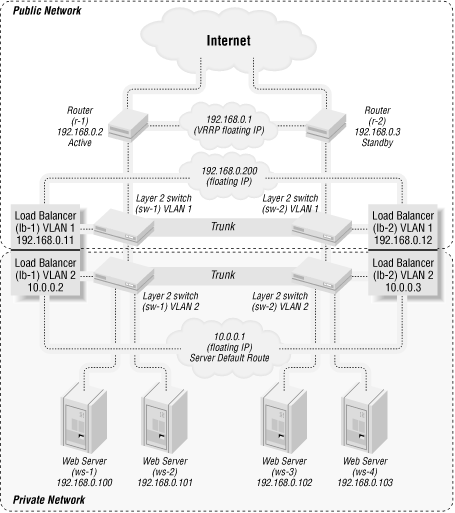 Public Network
Internet
Router
(r-1)
192.168.0.2
Active
192.168.0.1
(VRRP floating IP)
Router
(r-2)
192.168.0.3
Standby
192.168.0.200
(floating IP)
Layer 2 switch
(sw-1) VLAN 1
Layer 2 switch
(sw-2) VLAN 1
Load Balancer
(lb-1) VLAN 1
192.168.0.11
Trunk
Load Balancer
(lb-2) VLAN 1
192.168.0.12
Load Balancer
(lb-1) VLAN 2
10.0.0.2
Trunk
Load Balancer
(lb-2) VLAN 2
10.0.0.3
Layer 2 switch
(sw-1) VLAN 2
Layer 2 switch
(sw-2) VLAN 2
10.0.0.1
(floating IP)
Server Default Route
Web Server
(ws-1)
192.168.0.100
Web Server
(ws-2)
192.168.0.101
Web Server
(ws-3)
192.168.0.102
Web Server
(ws-4)
192.168.0.103
Private Network